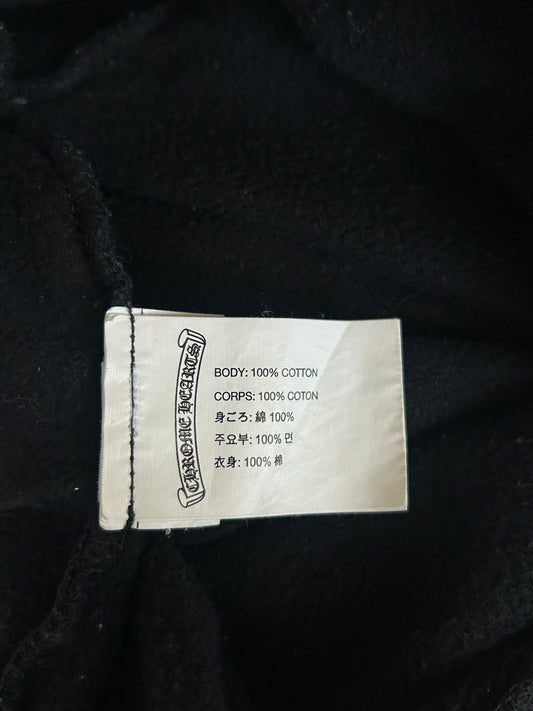 CHROME HEARTS
BODY: 100% COTTON
CORPS: 100% COTON
身ごろ: 綿 100%
주요부: 100% 면
衣身: 100% 棉